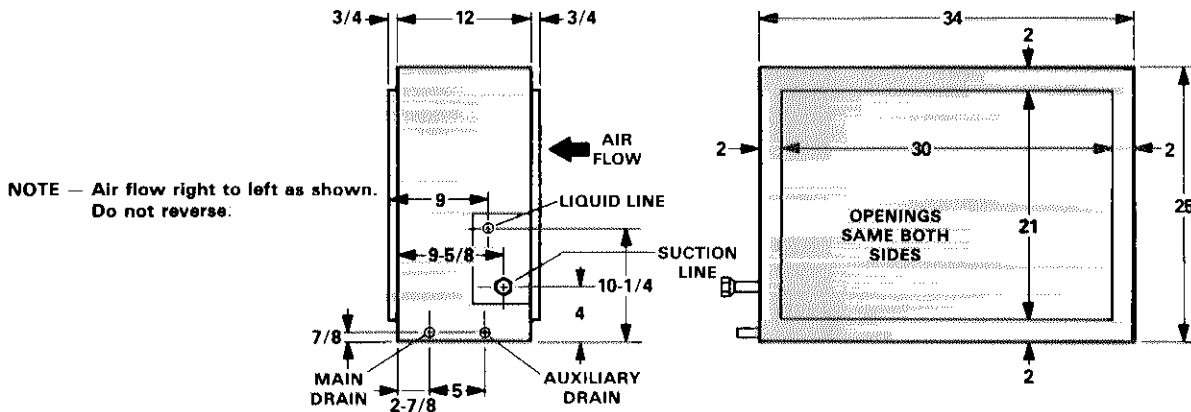 3/4 12 3/4
34
2
AIR
FLOW
2 30 2
NOTE — Air flow right to left as shown.
Do not reverse.
9
LIQUID LINE
OPENINGS
SAME BOTH
SIDES
21
25
9-5/8
SUCTION
LINE
10-1/4
4
7/8
MAIN
DRAIN
5
AUXILIARY
DRAIN
2-7/8
2